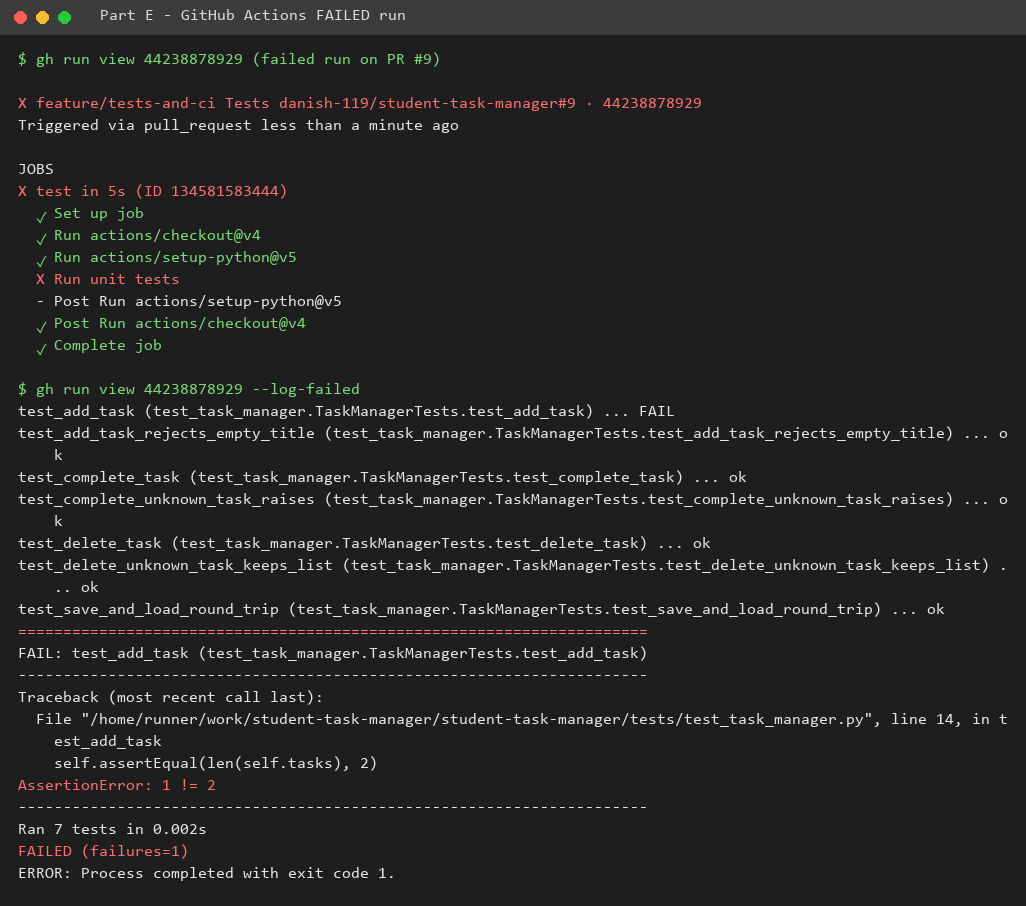 Part E - GitHub Actions FAILED run
$ gh run view 44238878929 (failed run on PR #9)
X feature/tests-and-ci Tests danish-119/student-task-manager#9 · 44238878929
Triggered via pull_request less than a minute ago
JOBS
X test in 5s (ID 134581583444)
✓ Set up job
✓ Run actions/checkout@v4
✓ Run actions/setup-python@v5
X Run unit tests
- Post Run actions/setup-python@v5
✓ Post Run actions/checkout@v4
✓ Complete job
$ gh run view 44238878929 --log-failed
test_add_task (test_task_manager.TaskManagerTests.test_add_task) ... FAIL
test_add_task_rejects_empty_title (test_task_manager.TaskManagerTests.test_add_task_rejects_empty_title) ... o
k
test_complete_task (test_task_manager.TaskManagerTests.test_complete_task) ... ok
test_complete_unknown_task_raises (test_task_manager.TaskManagerTests.test_complete_unknown_task_raises) ... o
k
test_delete_task (test_task_manager.TaskManagerTests.test_delete_task) ... ok
test_delete_unknown_task_keeps_list (test_task_manager.TaskManagerTests.test_delete_unknown_task_keeps_list) .
.. ok
test_save_and_load_round_trip (test_task_manager.TaskManagerTests.test_save_and_load_round_trip) ... ok
======================================================================
FAIL: test_add_task (test_task_manager.TaskManagerTests.test_add_task)
----------------------------------------------------------------------
Traceback (most recent call last):
File "/home/runner/work/student-task-manager/student-task-manager/tests/test_task_manager.py", line 14, in t
est_add_task
self.assertEqual(len(self.tasks), 2)
AssertionError: 1 != 2
----------------------------------------------------------------------
Ran 7 tests in 0.002s
FAILED (failures=1)
ERROR: Process completed with exit code 1.